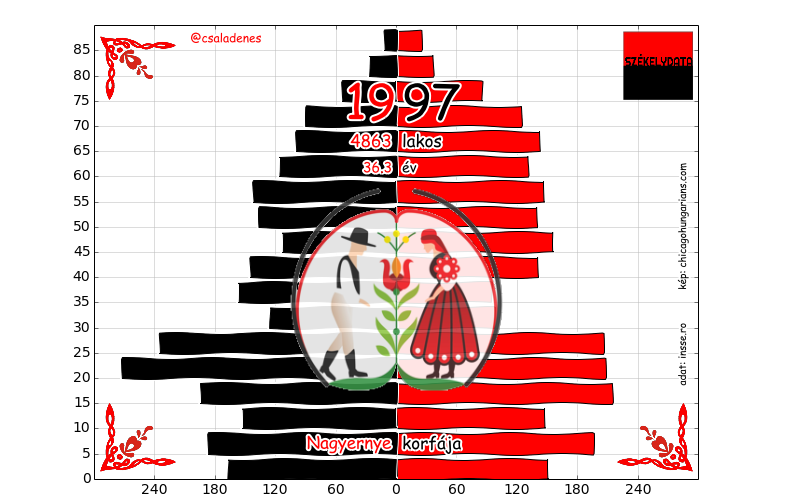 @csaladenes
SZÉKELYDATA
1997
4863 lakos
36.3 év
kép: chicagohungarians.com
adat: insse.ro
Nagyernye korfája
85
80
75
70
65
60
55
50
45
40
35
30
25
20
15
10
5
0
240 180 120 60 0 60 120 180 240